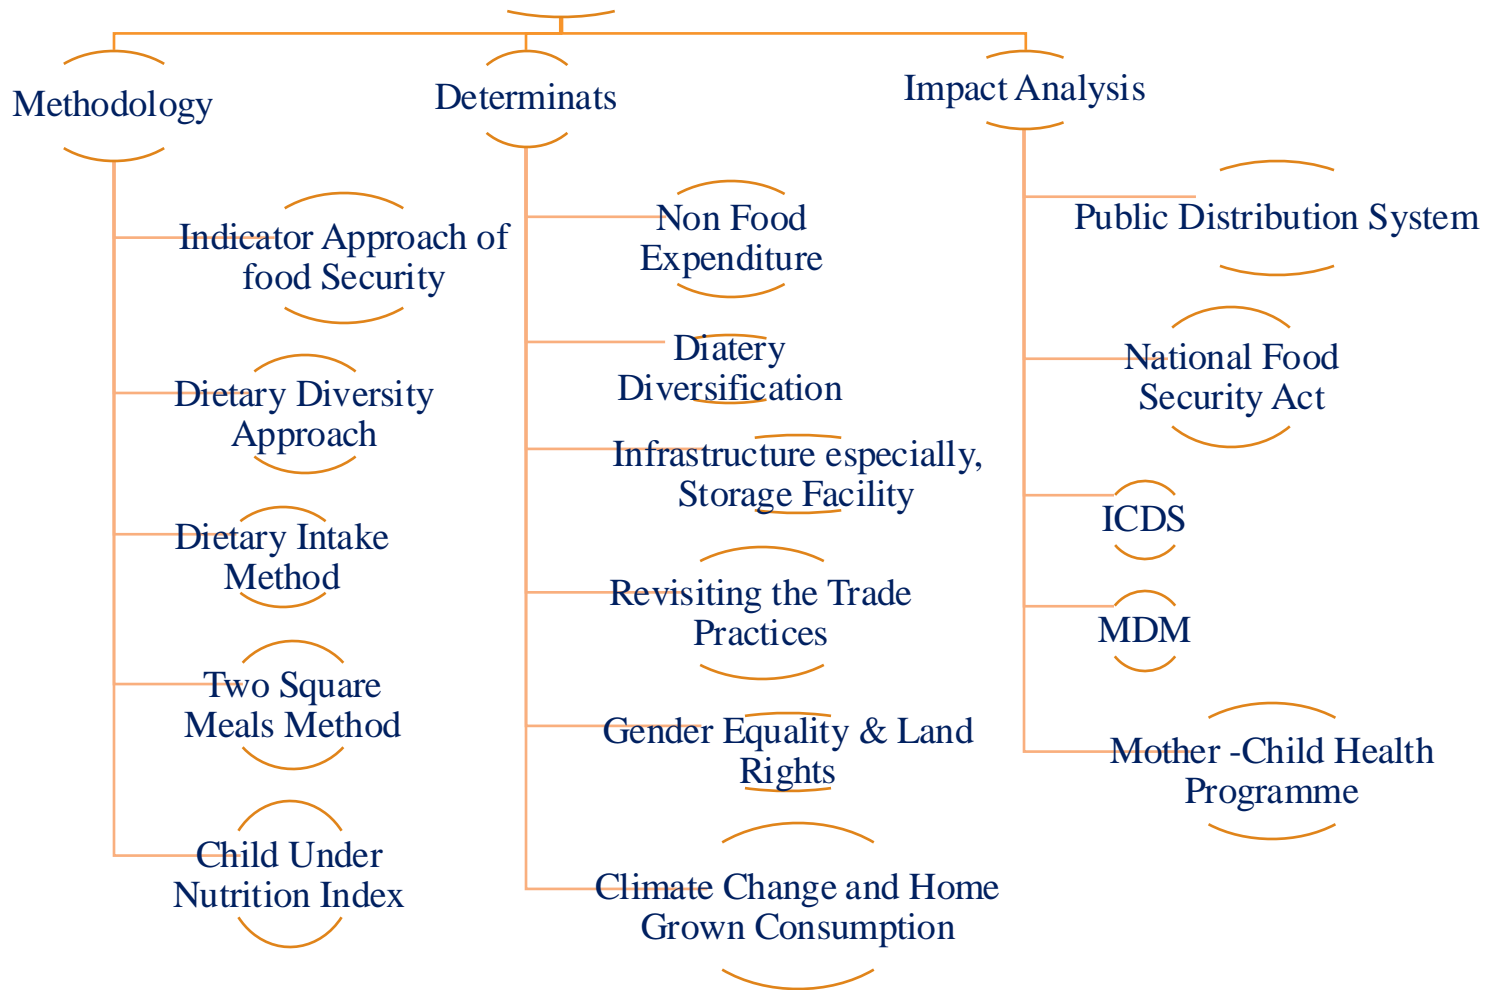 Methodology
Indicator Approach of
food Security
Dietary Diversity
Approach
Dietary Intake
Method
Two Square
Meals Method
Child Under
Nutrition Index
Determinats
Non Food
Expenditure
Diatery
Diversification
Infrastructure especially,
Storage Facility
Revisiting the Trade
Practices
Gender Equality & Land
Rights
Climate Change and Home
Grown Consumption
Impact Analysis
Public Distribution System
National Food
Security Act
ICDS
MDM
Mother -Child Health
Programme